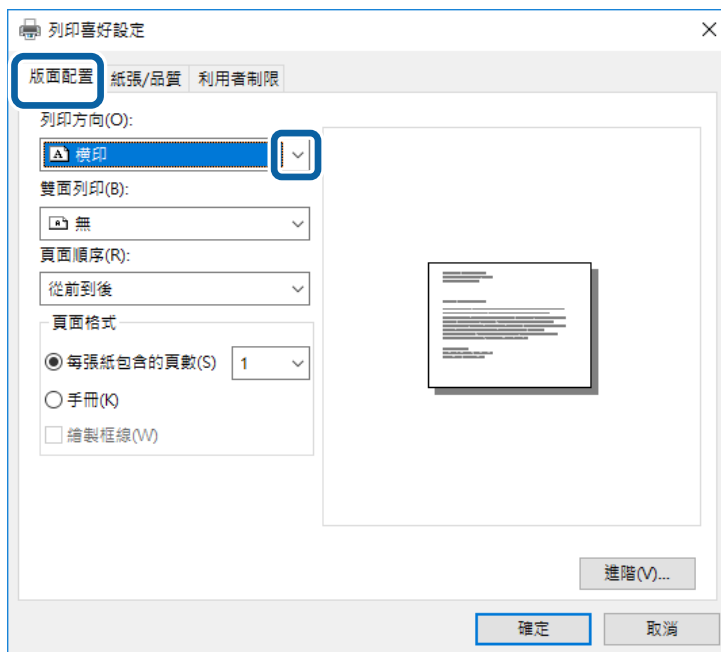 列印喜好設定
版面配置 紙張/品質 利用者制限
列印方向(O):
A 橫印
雙面列印(B):
無
頁面順序(R):
從前到後
頁面格式
每張紙包含的頁數(S) 1
手冊(K)
繪製框線(W)
進階(V)...
確定 取消